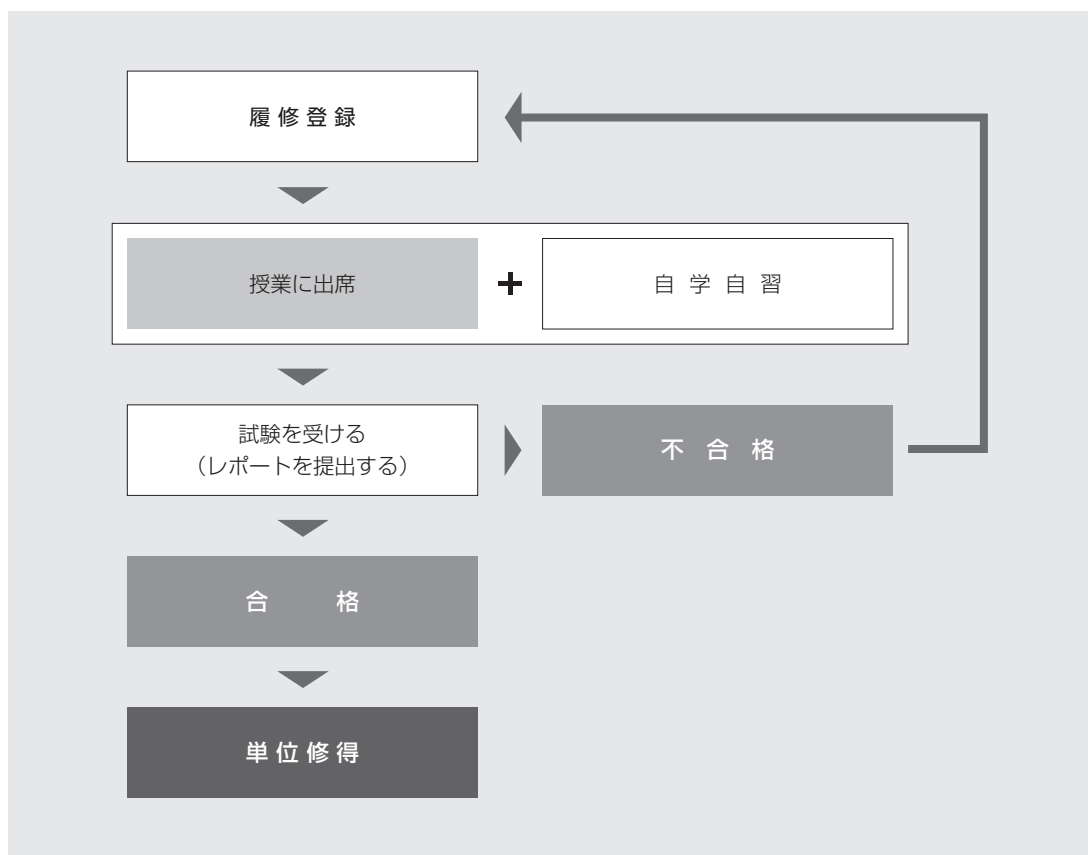 履修登録
授業に出席
+
自学自習
試験を受ける
（レポートを提出する）
不合格
合格
単位修得